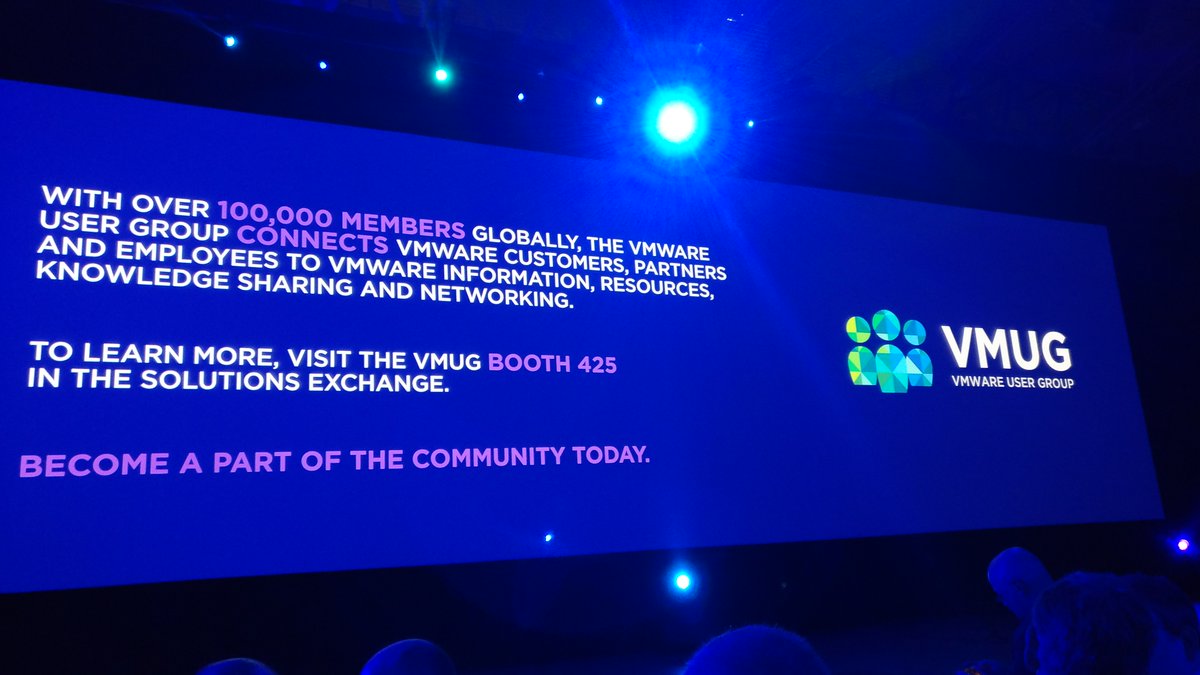 WITH OVER 100,000 MEMBERS GLOBALLY, THE VMWARE
USER GROUP CONNECTS VMWARE CUSTOMERS, PARTNERS
AND EMPLOYEES TO VMWARE INFORMATION, RESOURCES,
KNOWLEDGE SHARING AND NETWORKING.
TO LEARN MORE, VISIT THE VMUG BOOTH 425
IN THE SOLUTIONS EXCHANGE.
BECOME A PART OF THE COMMUNITY TODAY.
VMUG
VMWARE USER GROUP